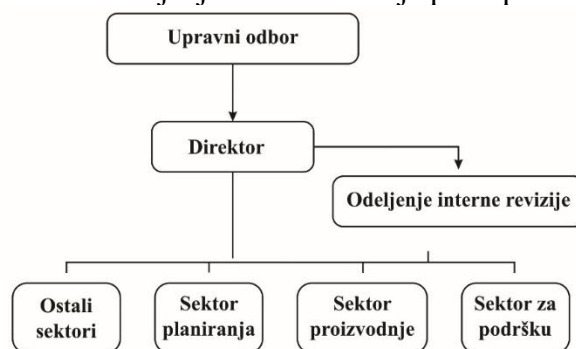 Upravni odbor
Direktor
Odeljenje interne revizije
Ostali
sektori
Sektor
planiranja
Sektor
proizvodnje
Sektor za
podršku